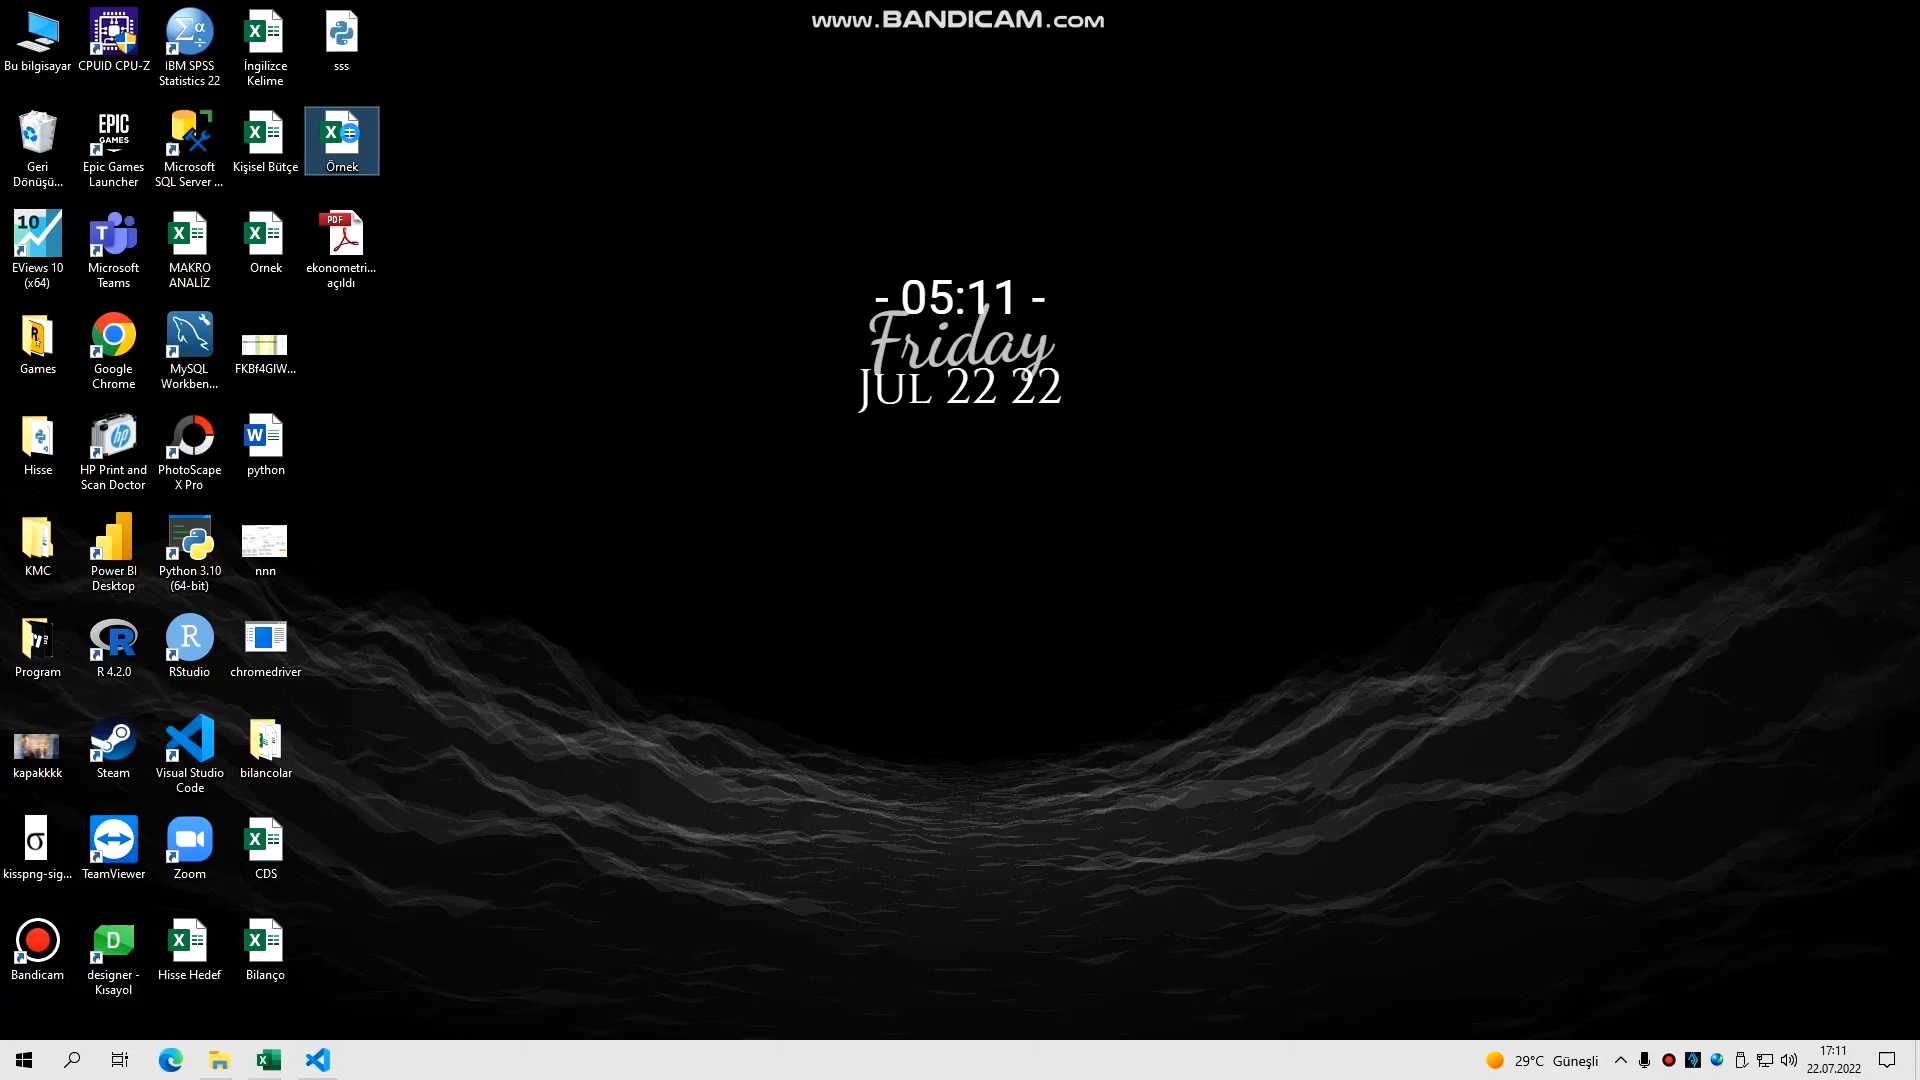 www.BANDICAM.com
Bu bilgisayar
CPUID CPU-Z
IBM SPSS
Statistics 22
İngilizce
Kelime
sss
Geri
Dönüşü...
EPIC
GAMES
Epic Games
Launcher
Microsoft
SQL Server ...
Kişisel Bütçe
Örnek
10
EViews 10
(x64)
Microsoft
Teams
MAKRO
ANALİZ
Ornek
PDF
ekonometri...
açıldı
- 05:11 -
Friday
Jul 22 22
Games
Google
Chrome
MySQL
Workben...
FKBf4GIW...
Hisse
HP Print and
Scan Doctor
PhotoScape
X Pro
python
KMC
Power BI
Desktop
Python 3.10
(64-bit)
nnn
Program
R 4.2.0
RStudio
chromedriver
kapakkkk
Steam
Visual Studio
Code
bilancolar
σ
kisspng-sig...
TeamViewer
Zoom
CDS
Bandicam
designer -
Kısayol
Hisse Hedef
Bilanço
29°C Güneşli
17:11
22.07.2022